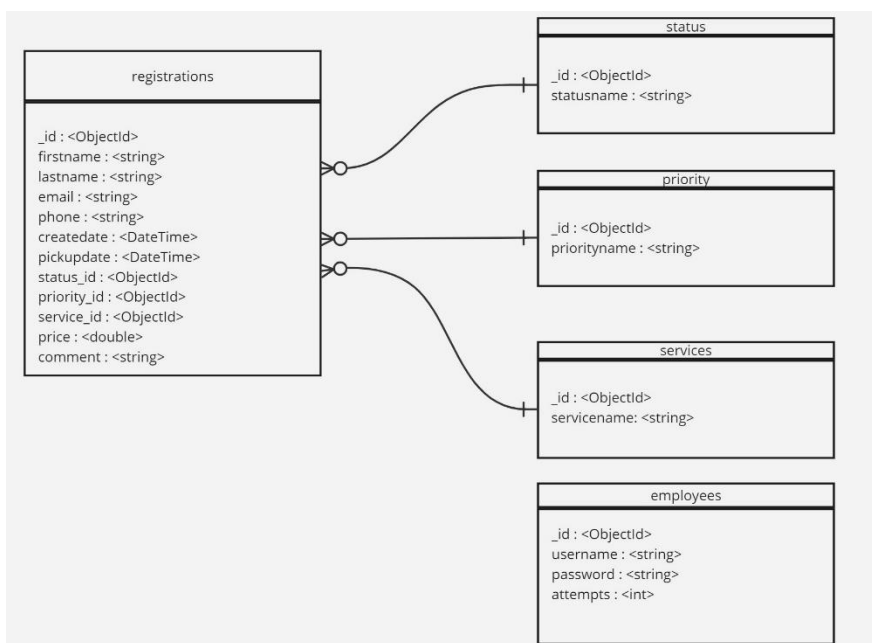 registrations
_id : <ObjectId>
firstname : <string>
lastname : <string>
email : <string>
phone : <string>
createdate : <DateTime>
pickupdate : <DateTime>
status_id : <ObjectId>
priority_id : <ObjectId>
service_id : <ObjectId>
price : <double>
comment : <string>
status
_id : <ObjectId>
statusname : <string>
priority
_id : <ObjectId>
priorityname : <string>
services
_id : <ObjectId>
servicename: <string>
employees
_id : <ObjectId>
username : <string>
password : <string>
attempts : <int>